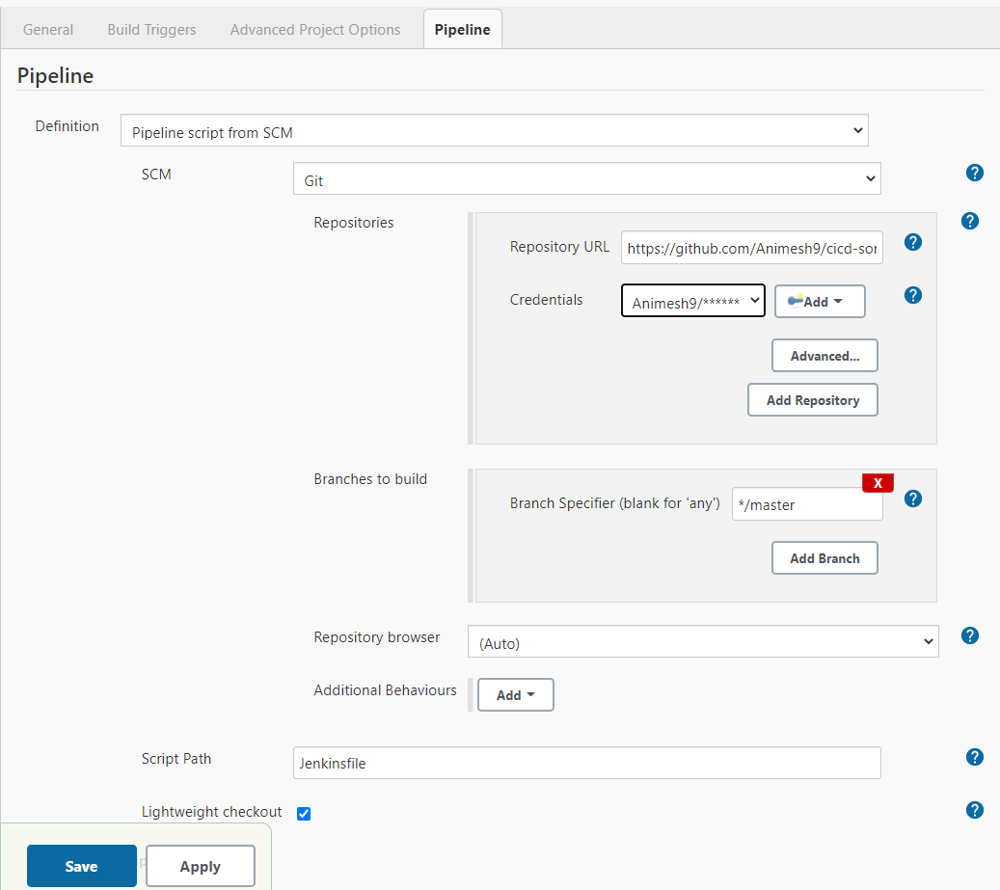 General Build Triggers Advanced Project Options Pipeline
Pipeline
Definition Pipeline script from SCM
SCM Git ?
Repositories ?
Repository URL https://github.com/Animesh9/cicd-sor ?
Credentials Animesh9/****** Add ?
Advanced...
Add Repository
Branches to build X
Branch Specifier (blank for 'any') */master ?
Add Branch
Repository browser (Auto) ?
Additional Behaviours Add
Script Path Jenkinsfile ?
Lightweight checkout ?
Save Apply